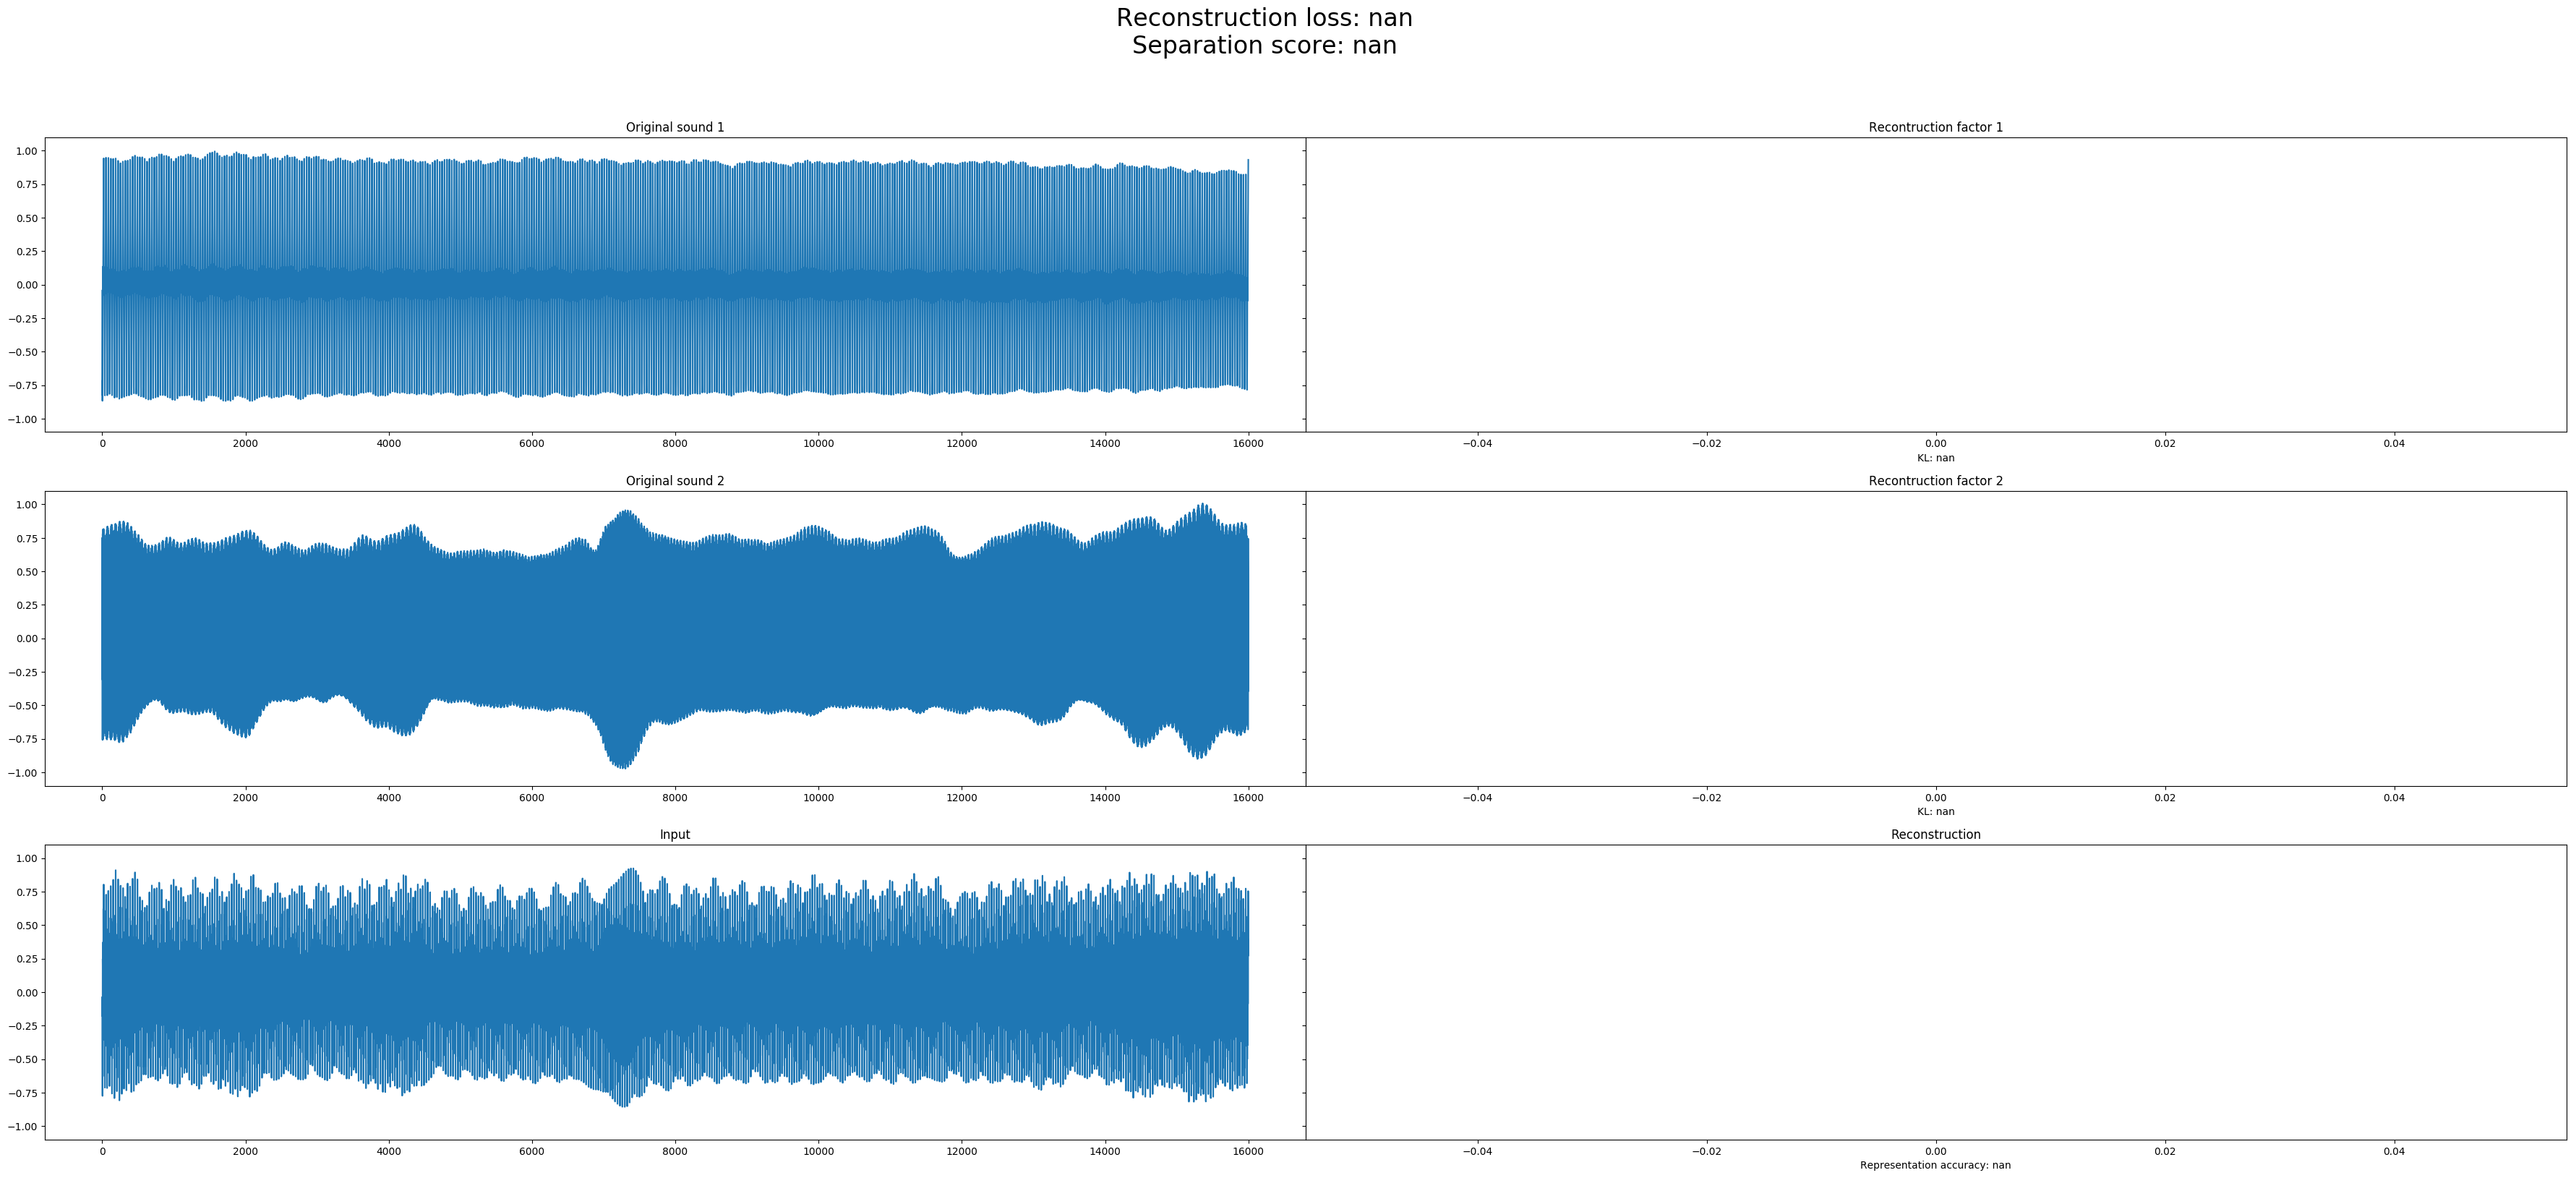 Reconstruction loss: nan
Separation score: nan
Original sound 1
Recontruction factor 1
1.00
0.75
0.50
0.25
0.00
−0.25
−0.50
−0.75
−1.00
0 2000 4000 6000 8000 10000 12000 14000 16000
−0.04 −0.02 0.00 0.02 0.04
KL: nan
Original sound 2
Recontruction factor 2
1.00
0.75
0.50
0.25
0.00
−0.25
−0.50
−0.75
−1.00
0 2000 4000 6000 8000 10000 12000 14000 16000
−0.04 −0.02 0.00 0.02 0.04
KL: nan
Input
Reconstruction
1.00
0.75
0.50
0.25
0.00
−0.25
−0.50
−0.75
−1.00
0 2000 4000 6000 8000 10000 12000 14000 16000
−0.04 −0.02 0.00 0.02 0.04
Representation accuracy: nan